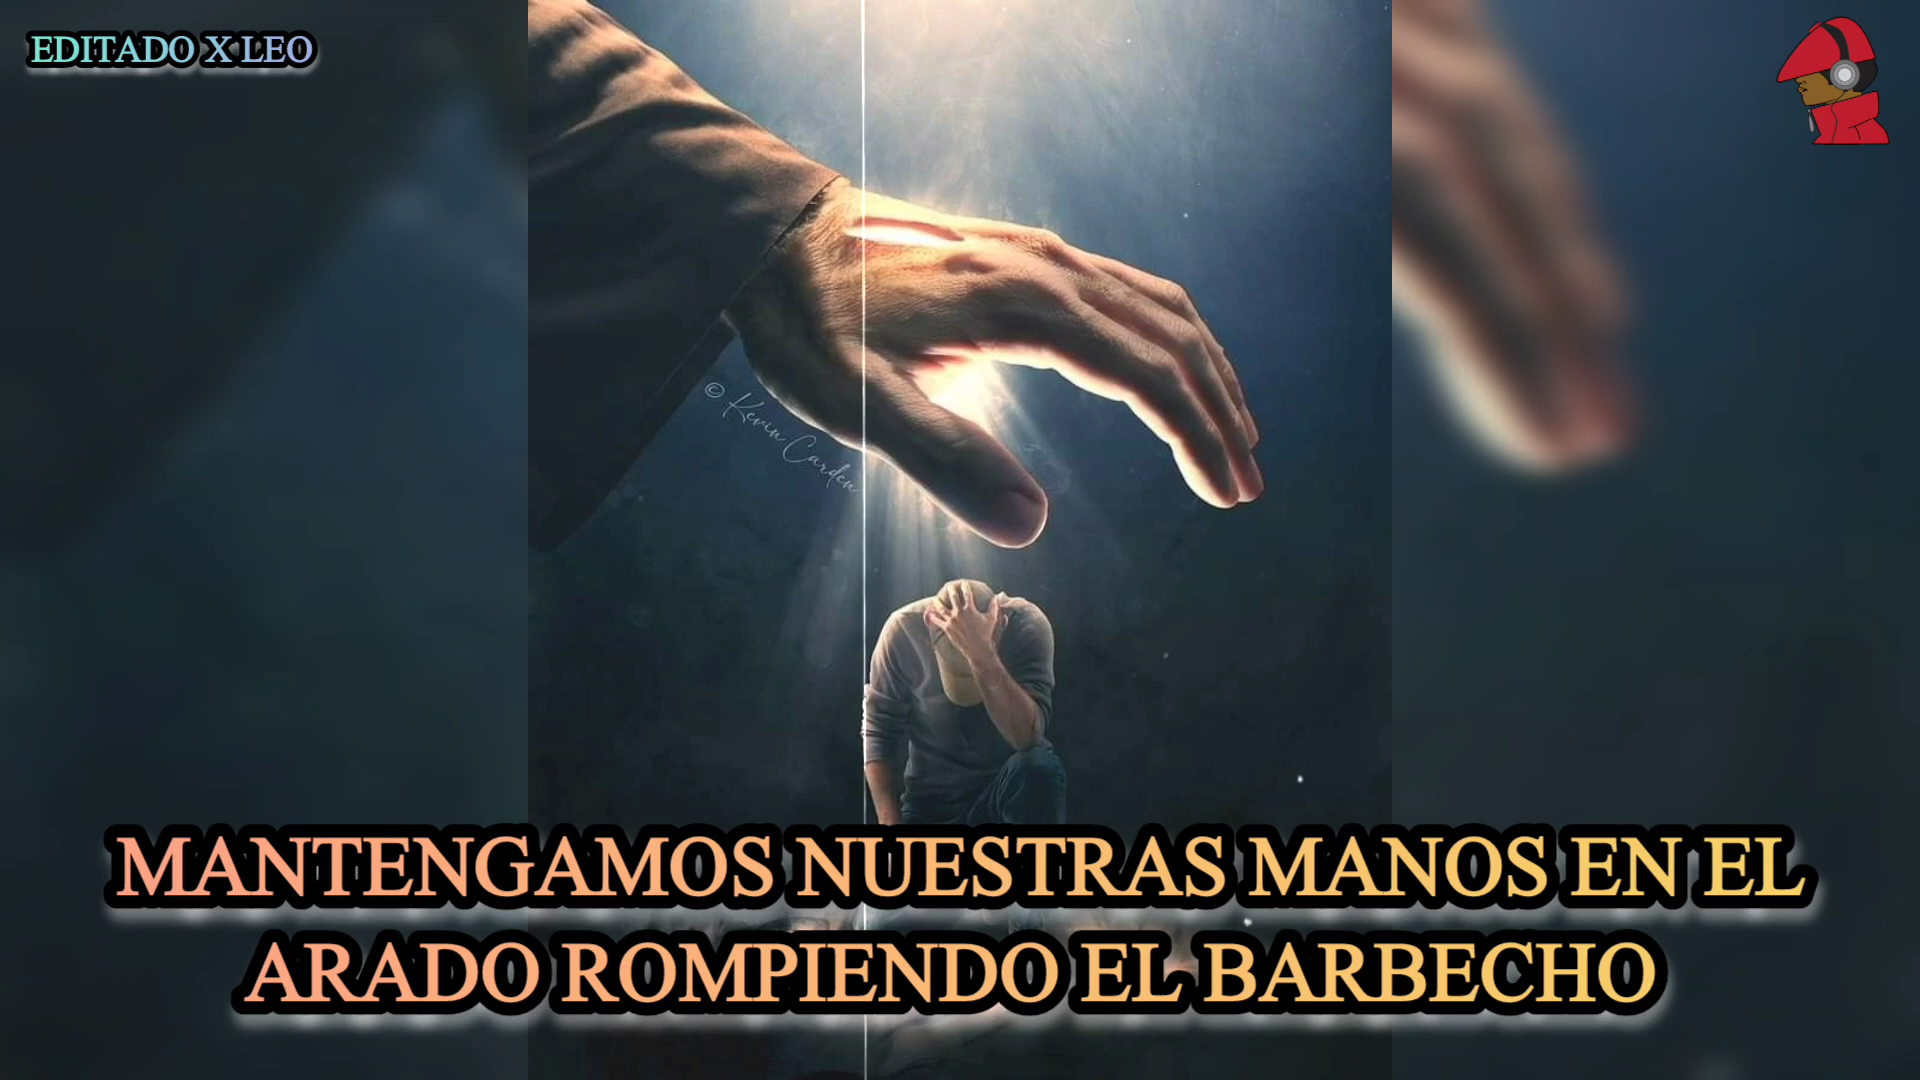 EDITADO X LEO
© Kevin Carden
MANTENGAMOS NUESTRAS MANOS EN EL
ARADO ROMPIENDO EL BARBECHO